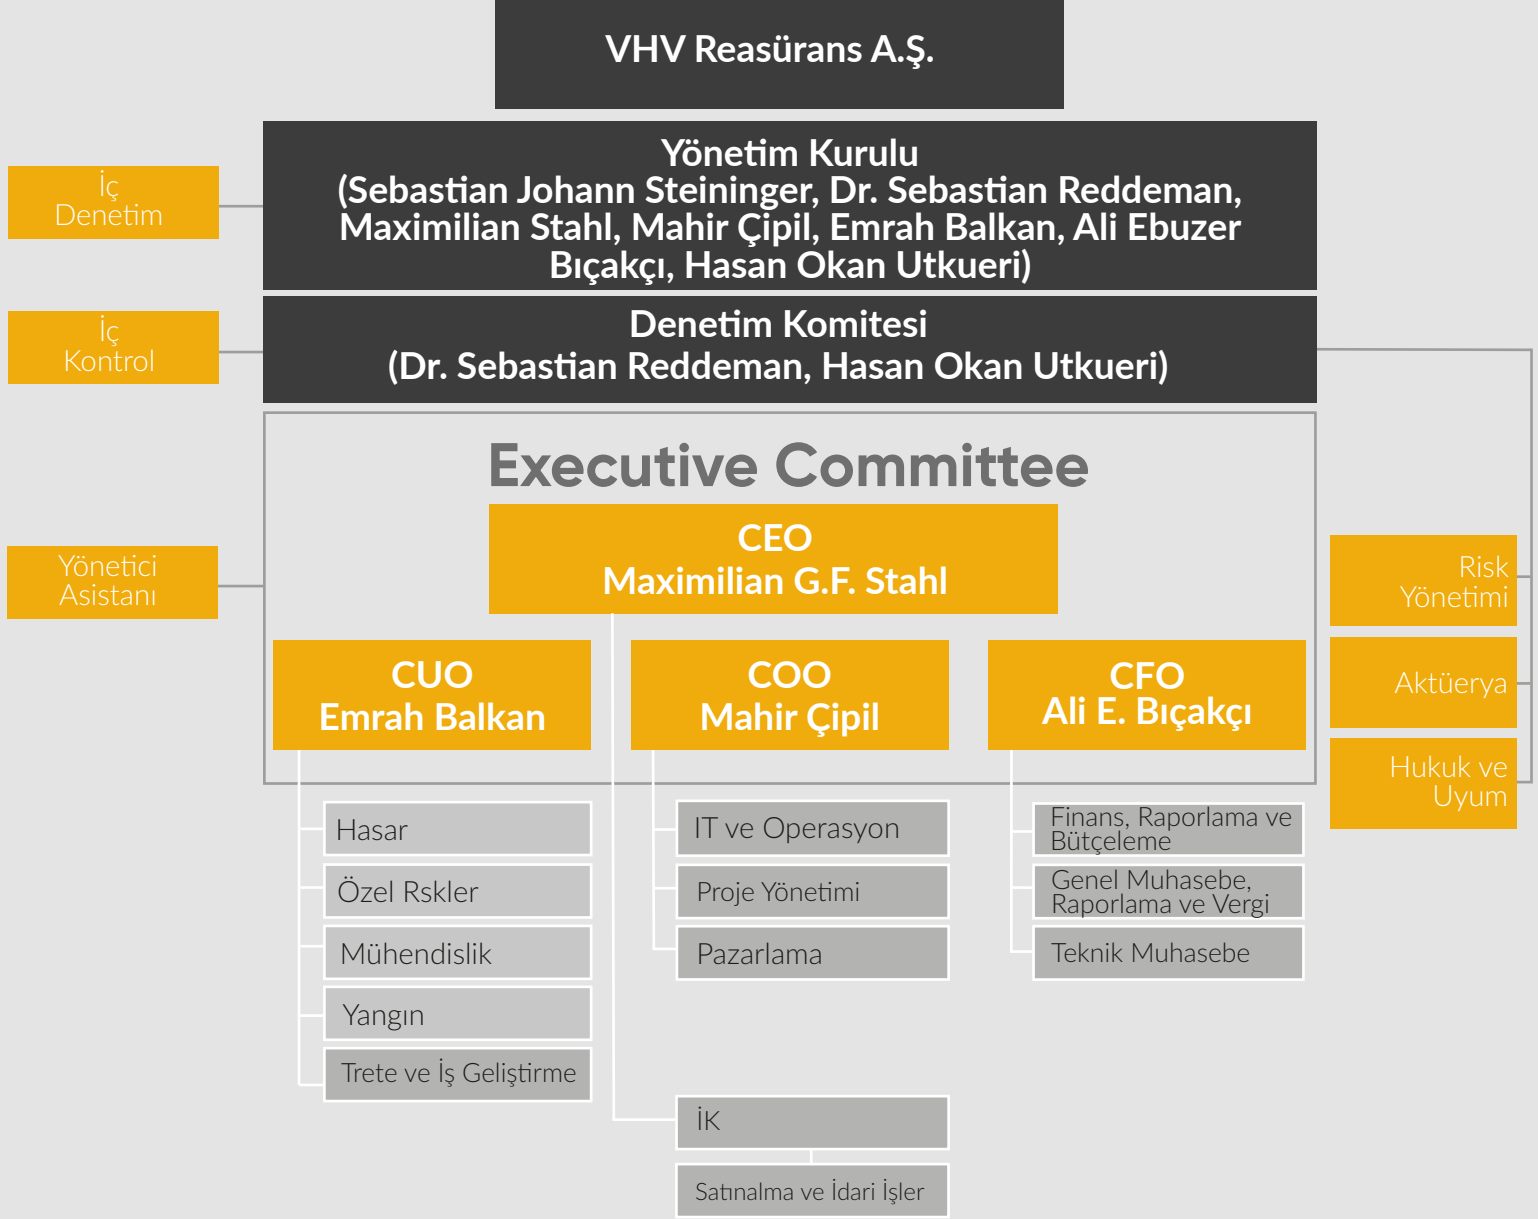 VHV Reasürans A.Ş.
Yönetim Kurulu
(Sebastian Johann Steininger, Dr. Sebastian Reddeman,
Maximilian Stahl, Mahir Çipil, Emrah Balkan, Ali Ebuzer
Bıçakçı, Hasan Okan Utkueri)
İç
Denetim
Denetim Komitesi
(Dr. Sebastian Reddeman, Hasan Okan Utkueri)
İç
Kontrol
Executive Committee
CEO
Maximilian G.F. Stahl
Yönetici
Asistanı
CUO
Emrah Balkan
COO
Mahir Çipil
CFO
Ali E. Bıçakçı
Risk
Yönetimi
Aktüerya
Hukuk ve
Uyum
Hasar
Özel Rskler
Mühendislik
Yangın
Trete ve İş Geliştirme
IT ve Operasyon
Proje Yönetimi
Pazarlama
Finans, Raporlama ve
Bütçeleme
Genel Muhasebe,
Raporlama ve Vergi
Teknik Muhasebe
İK
Satınalma ve İdari İşler